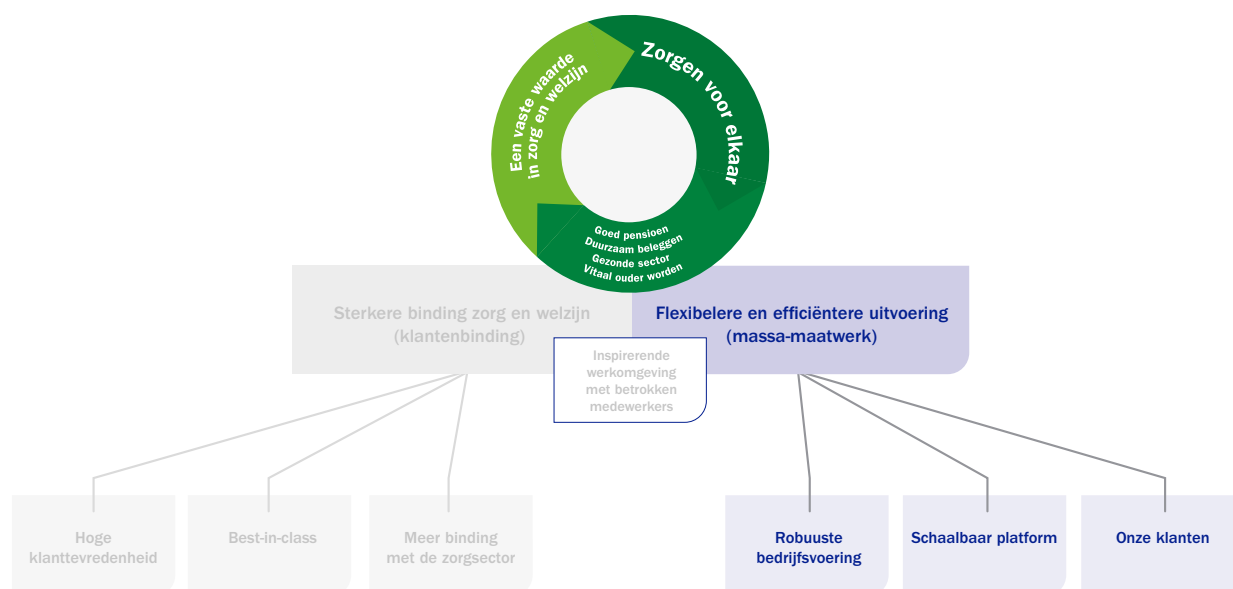 Een vaste waarde
in zorg en welzijn
Zorgen voor elkaar
Goed pensioen
Duurzaam beleggen
Gezonde sector
Vitaal ouder worden
Sterkere binding zorg en welzijn
(klantenbinding)
Flexibelere en efficiëntere uitvoering
(massa-maatwerk)
Inspirerende
werkomgeving
met betrokken
medewerkers
Hoge
klanttevredenheid
Best-in-class
Meer binding
met de zorgsector
Robuuste
bedrijfsvoering
Schaalbaar platform
Onze klanten